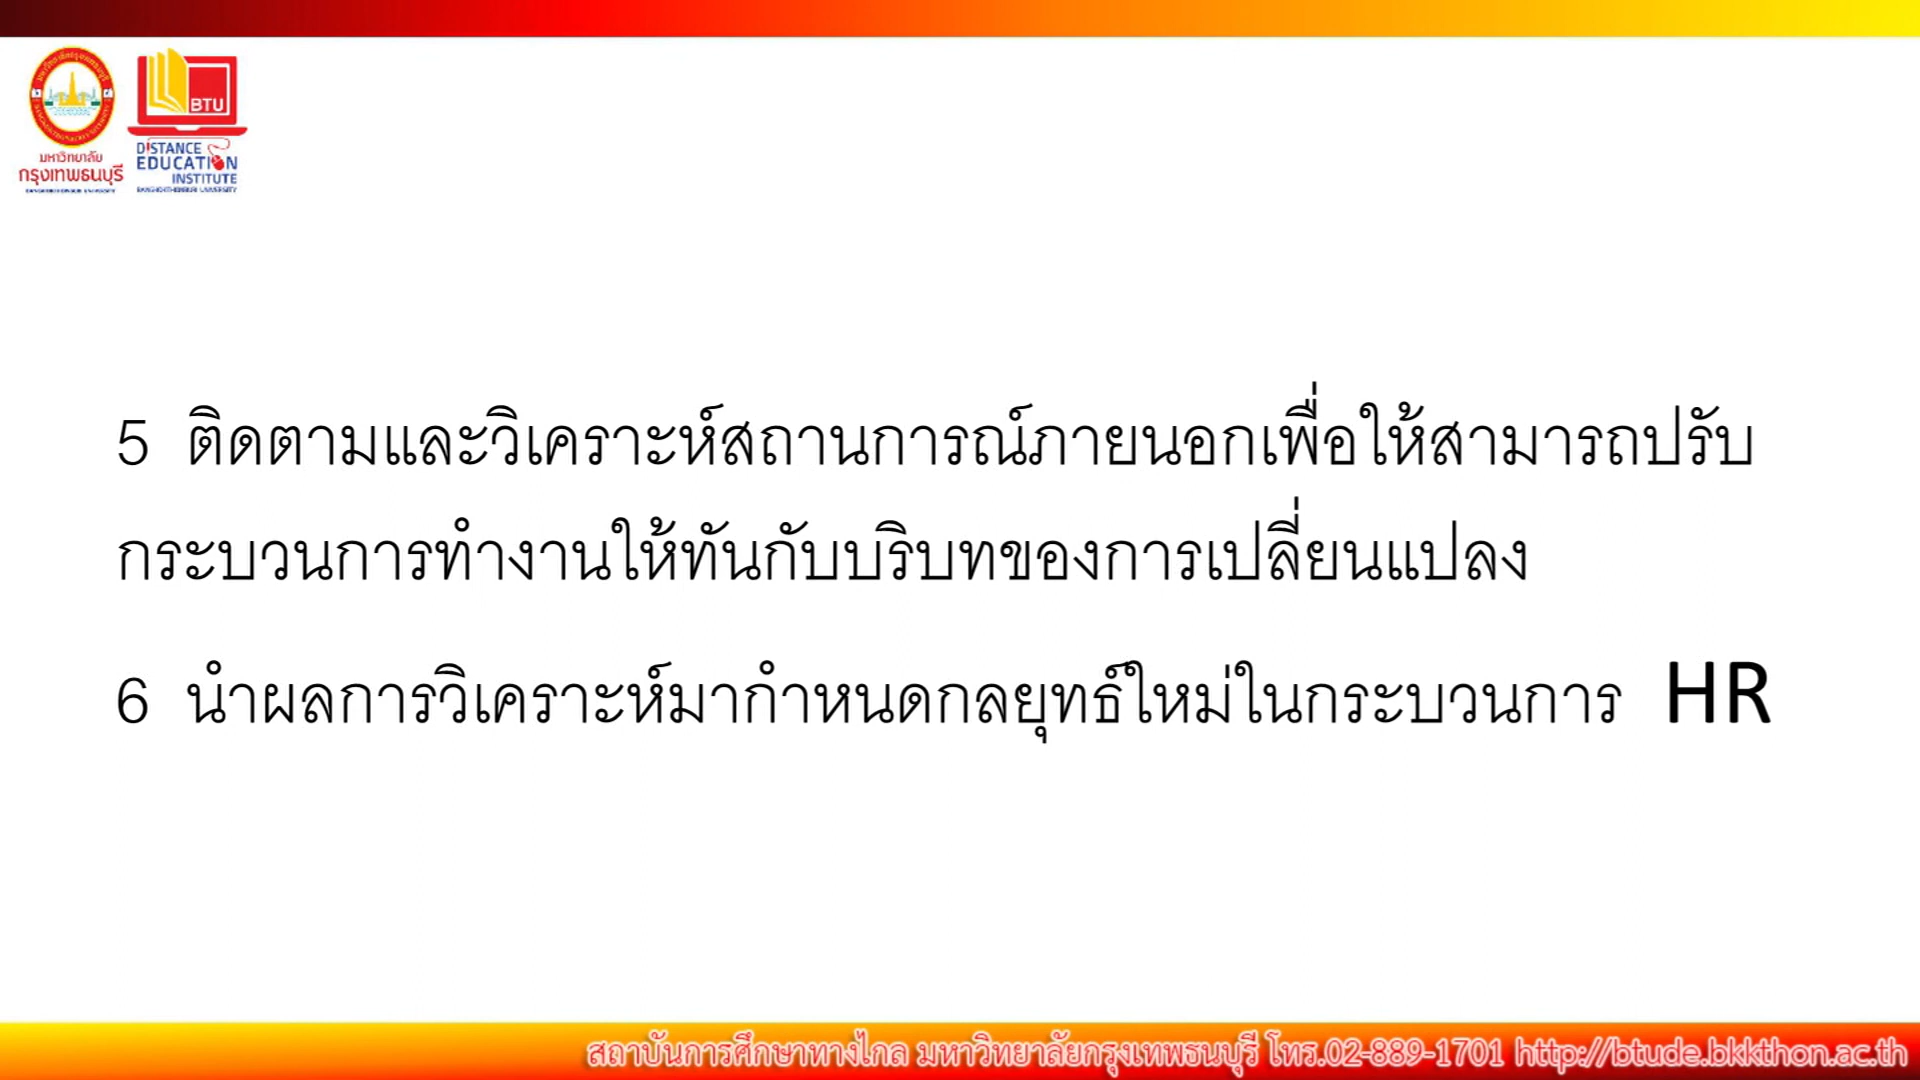 BTU
DISTANCE
EDUCATION
INSTITUTE
BANGKOKTHONBURI UNIVERSITY
มหาวิทยาลัย
กรุงเทพธนบุรี
BANGKOKTHONBURI UNIVERSITY
5 ติดตามและวิเคราะห์สถานการณ์ภายนอกเพื่อให้สามารถปรับ
กระบวนการทำงานให้ทันกับบริบทของการเปลี่ยนแปลง
6 นำผลการวิเคราะห์มากำหนดกลยุทธ์ใหม่ในกระบวนการ HR
สถาบันการศึกษาทางไกล มหาวิทยาลัยกรุงเทพธนบุรี โทร.02-889-1701 http://btude.bkkthon.ac.th